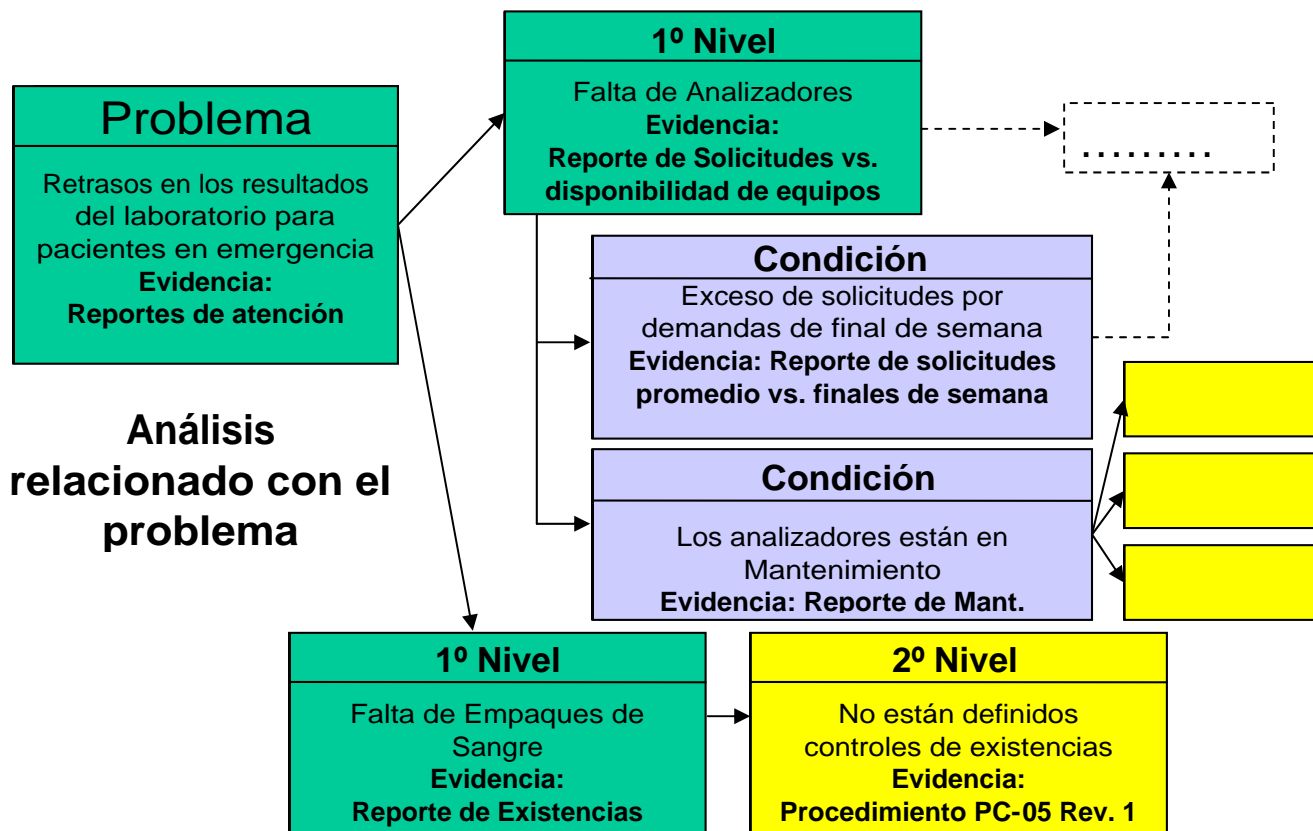 Problema
Retrasos en los resultados
del laboratorio para
pacientes en emergencia
Evidencia:
Reportes de atención
1º Nivel
Falta de Analizadores
Evidencia:
Reporte de Solicitudes vs.
disponibilidad de equipos
.........
Condición
Exceso de solicitudes por
demandas de final de semana
Evidencia: Reporte de solicitudes
promedio vs. finales de semana
Análisis
relacionado con el
problema
Condición
Los analizadores están en
Mantenimiento
Evidencia: Reporte de Mant.
1º Nivel
Falta de Empaques de
Sangre
Evidencia:
Reporte de Existencias
2º Nivel
No están definidos
controles de existencias
Evidencia:
Procedimiento PC-05 Rev. 1